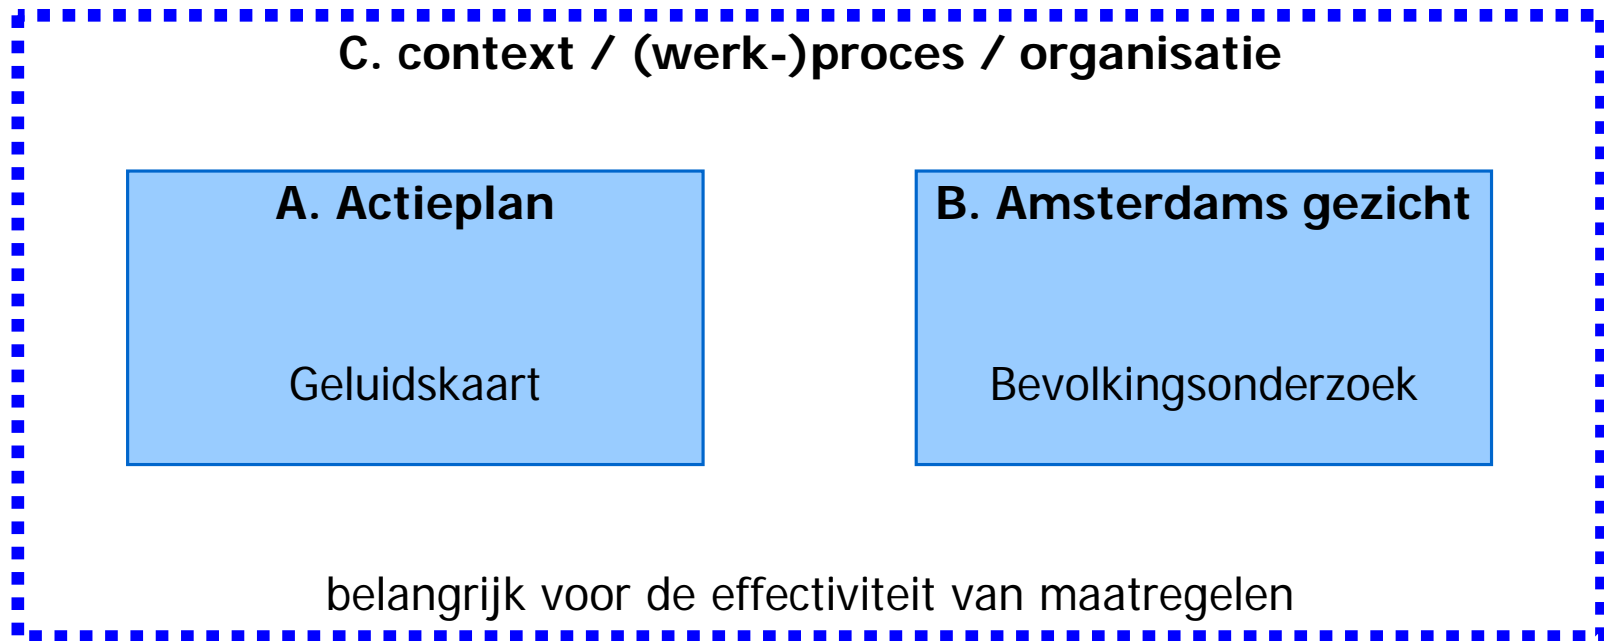 C. context / (werk-)proces / organisatie
A. Actieplan
Geluidskaart
B. Amsterdams gezicht
Bevolkingsonderzoek
belangrijk voor de effectiviteit van maatregelen